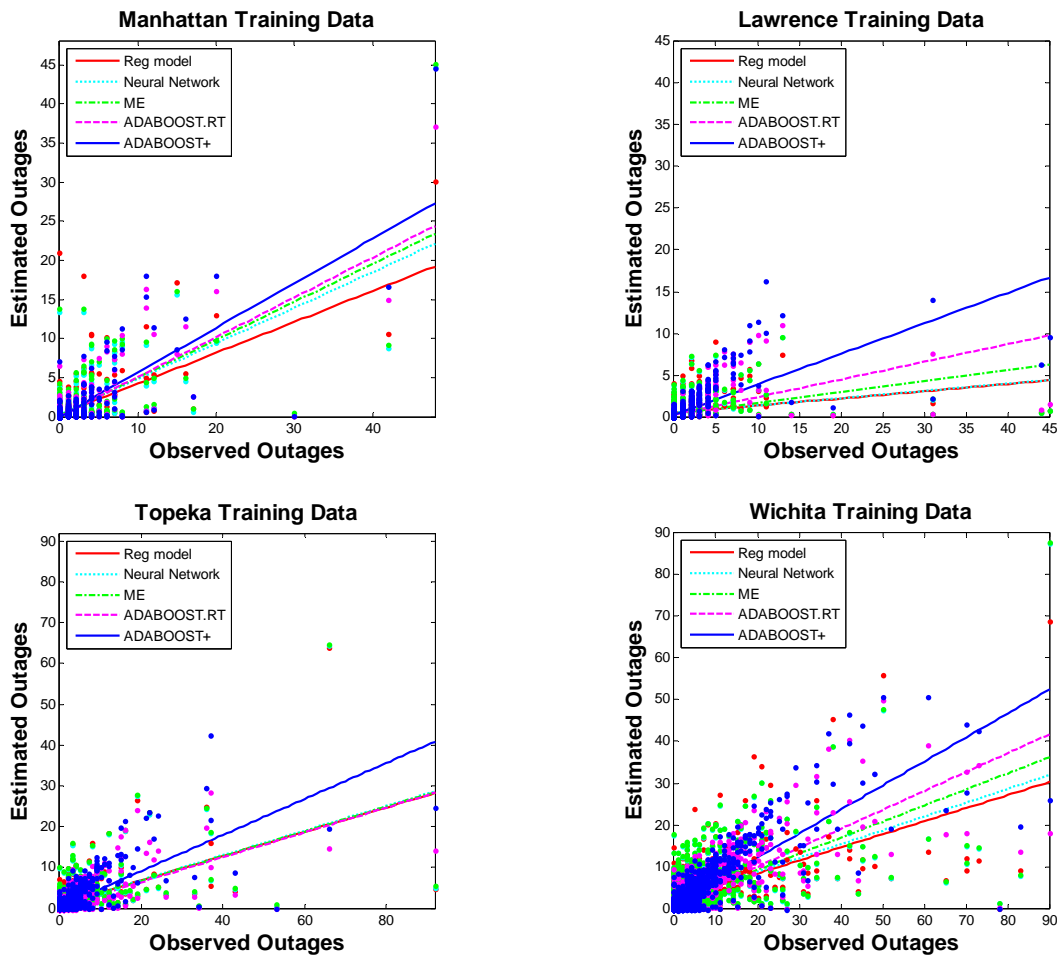 Manhattan Training Data
Estimated Outages
45
40
35
30
25
20
15
10
5
0
Reg model
Neural Network
ME
ADABOOST.RT
ADABOOST+
0 10 20 30 40
Observed Outages
Lawrence Training Data
Estimated Outages
45
40
35
30
25
20
15
10
5
0
Reg model
Neural Network
ME
ADABOOST.RT
ADABOOST+
0 5 10 15 20 25 30 35 40 45
Observed Outages
Topeka Training Data
Estimated Outages
90
80
70
60
50
40
30
20
10
0
Reg model
Neural Network
ME
ADABOOST.RT
ADABOOST+
0 20 40 60 80
Observed Outages
Wichita Training Data
Estimated Outages
90
80
70
60
50
40
30
20
10
0
Reg model
Neural Network
ME
ADABOOST.RT
ADABOOST+
0 10 20 30 40 50 60 70 80 90
Observed Outages